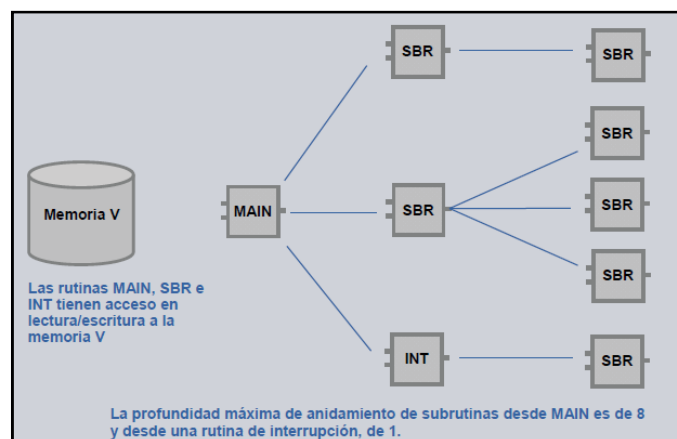 SBR
SBR
SBR
Memoria V
MAIN
SBR
SBR
SBR
Las rutinas MAIN, SBR e
INT tienen acceso en
lectura/escritura a la
memoria V
INT
SBR
La profundidad máxima de anidamiento de subrutinas desde MAIN es de 8
y desde una rutina de interrupción, de 1.